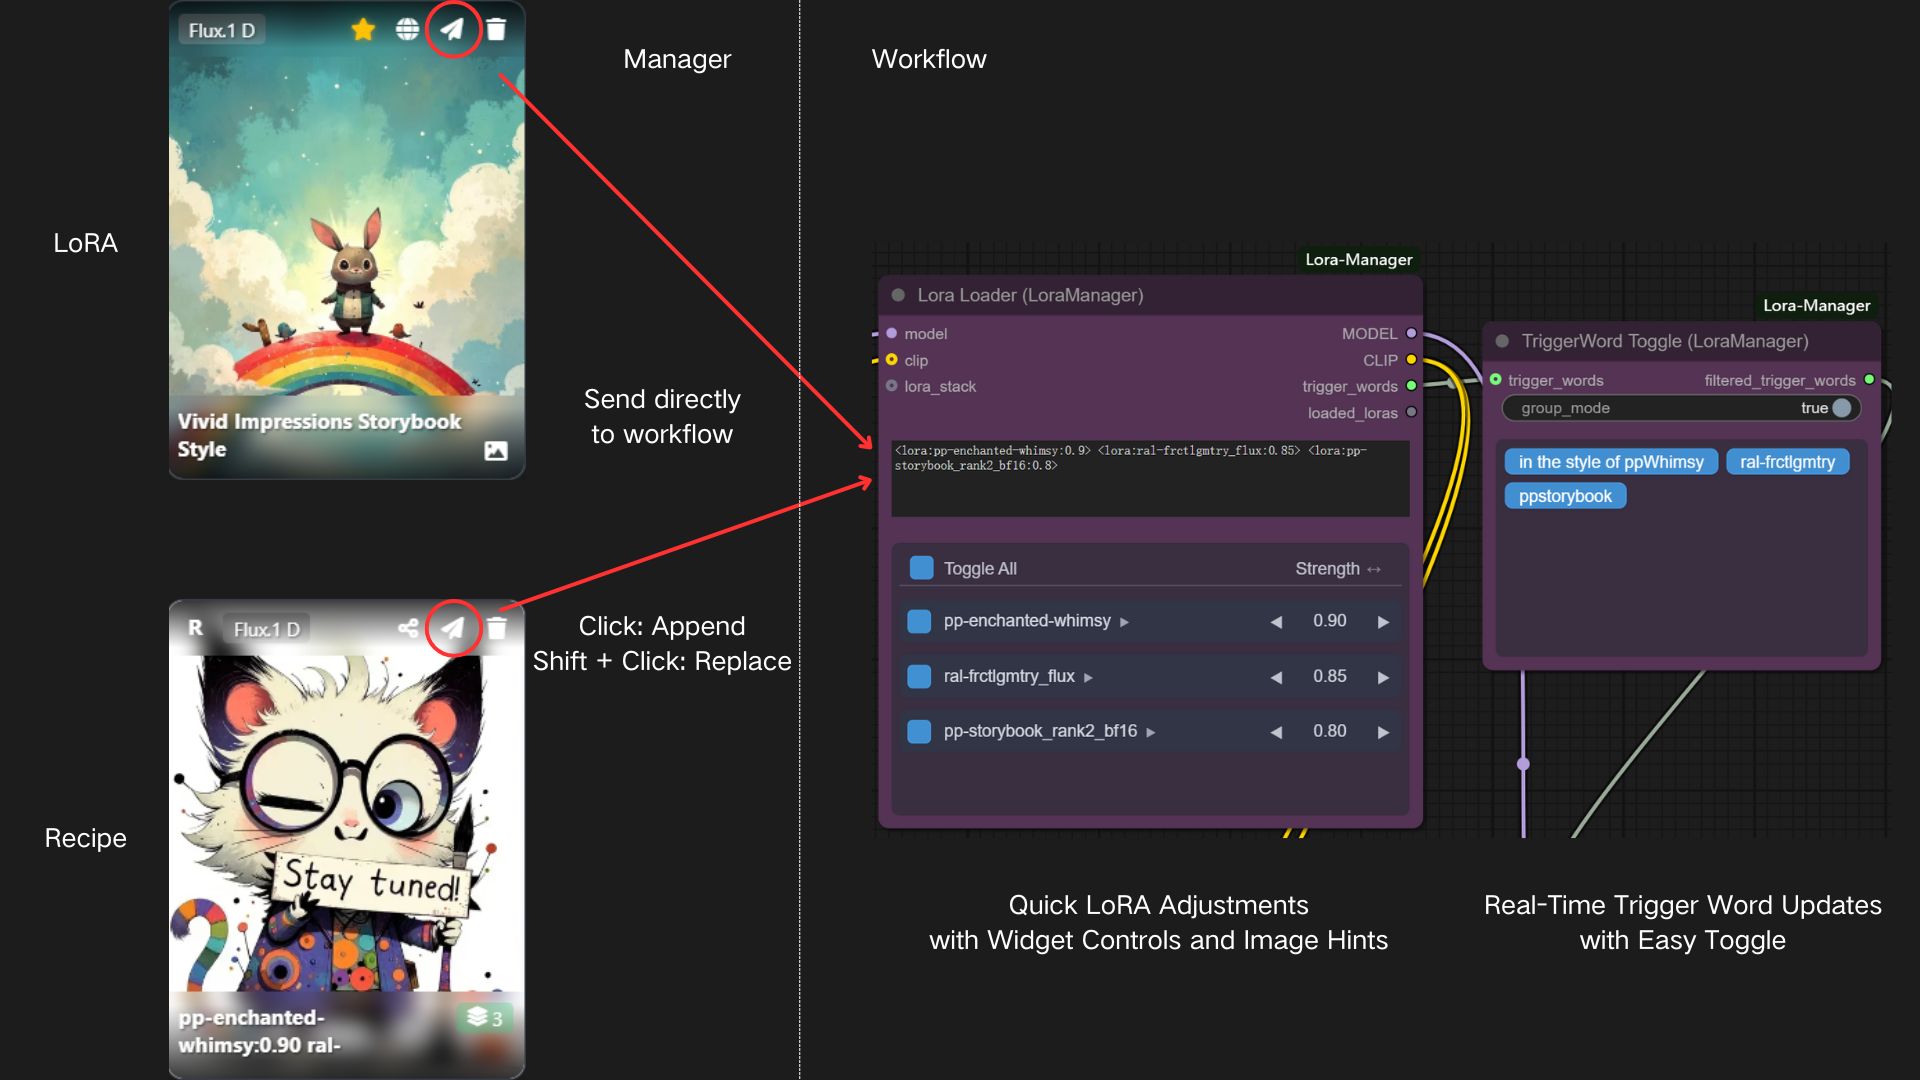 Flux.1 D
Manager
Workflow
LoRA
Vivid Impressions Storybook
Style
Send directly
to workflow
Click: Append
Shift + Click: Replace
Recipe
R
Flux.1 D
Stay tuned!
pp-enchanted-
whimsy:0.90 ral-
3
Lora-Manager
Lora Loader (LoraManager)
model
MODEL
clip
CLIP
lora_stack
trigger_words
loaded_loras
<lora:pp-enchanted-whimsy:0.9> <lora:ral-frctlgmtry_flux:0.85> <lora:pp-
storybook_rank2_bf16:0.8>
Toggle All
Strength ↔
pp-enchanted-whimsy ▸
◀ 0.90 ▶
ral-frctlgmtry_flux ▸
◀ 0.85 ▶
pp-storybook_rank2_bf16 ▸
◀ 0.80 ▶
Lora-Manager
TriggerWord Toggle (LoraManager)
trigger_words
filtered_trigger_words
group_mode
true
in the style of ppWhimsy
ral-frctlgmtry
ppstorybook
Quick LoRA Adjustments
with Widget Controls and Image Hints
Real-Time Trigger Word Updates
with Easy Toggle